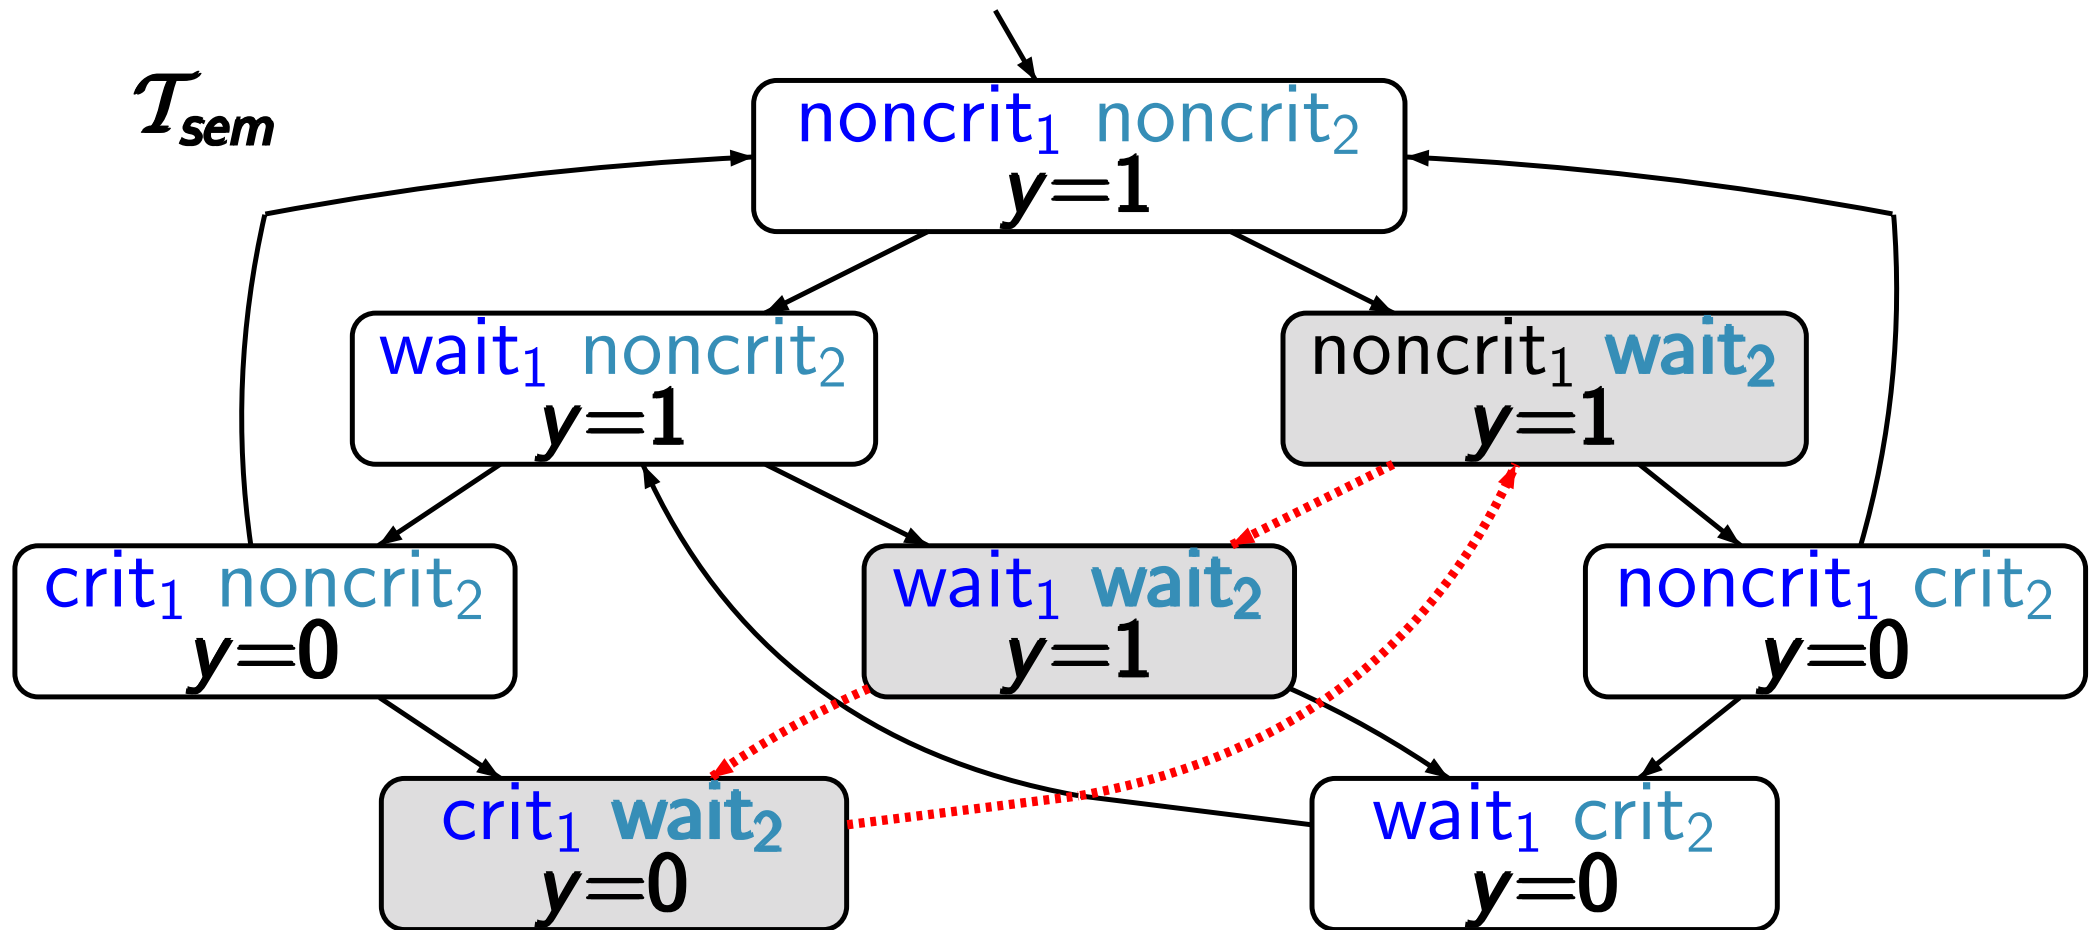 𝒯sem
noncrit₁ noncrit₂
y=1
wait₁ noncrit₂
y=1
noncrit₁ wait₂
y=1
crit₁ noncrit₂
y=0
wait₁ wait₂
y=1
noncrit₁ crit₂
y=0
crit₁ wait₂
y=0
wait₁ crit₂
y=0